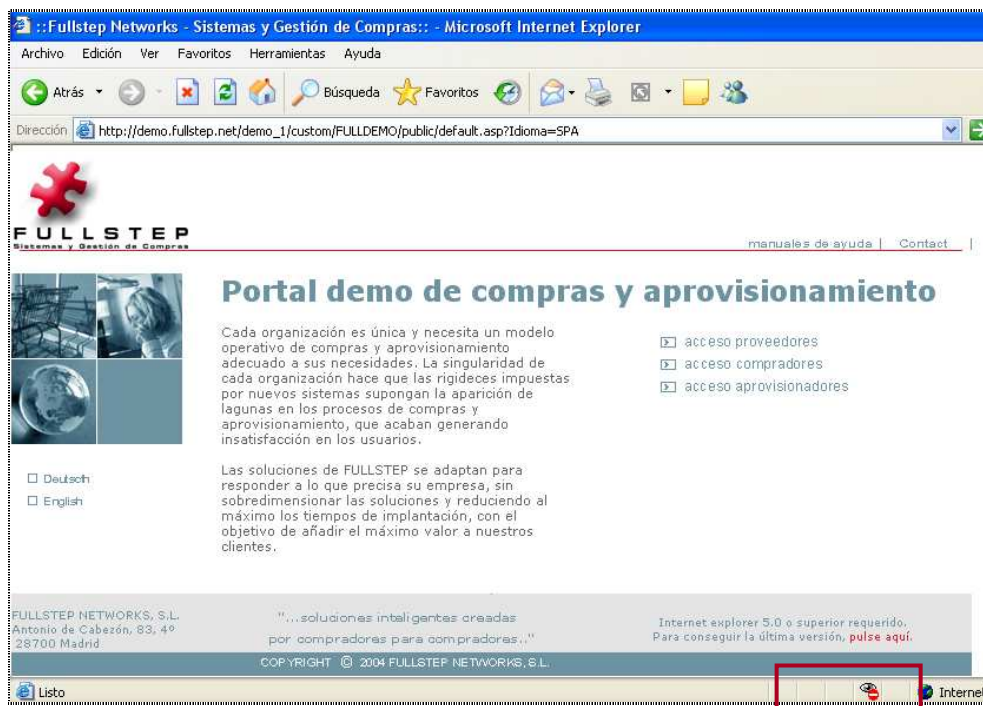 ::Fullstep Networks - Sistemas y Gestión de Compras:: - Microsoft Internet Explorer
Archivo Edición Ver Favoritos Herramientas Ayuda
Atrás Búsqueda Favoritos
Dirección http://demo.fullstep.net/demo_1/custom/FULLDEMO/public/default.asp?Idioma=SPA
FULLSTEP
Sistemas y Gestión de Compras
manuales de ayuda | Contact |
Portal demo de compras y aprovisionamiento
Cada organización es única y necesita un modelo
operativo de compras y aprovisionamiento
adecuado a sus necesidades. La singularidad de
cada organización hace que las rigideces impuestas
por nuevos sistemas supongan la aparición de
lagunas en los procesos de compras y
aprovisionamiento, que acaban generando
insatisfacción en los usuarios.
Las soluciones de FULLSTEP se adaptan para
responder a lo que precisa su empresa, sin
sobredimensionar las soluciones y reduciendo al
máximo los tiempos de implantación, con el
objetivo de añadir el máximo valor a nuestros
clientes.
acceso proveedores
acceso compradores
acceso aprovisionadores
Deutsch
English
FULLSTEP NETWORKS, S.L.
Antonio de Cabezón, 83, 4º
28700 Madrid
"...soluciones inteligentes creadas
por compradores para compradores.."
Internet explorer 5.0 o superior requerido.
Para conseguir la última versión, pulse aquí.
COPYRIGHT © 2004 FULLSTEP NETWORKS, S.L.
Listo
Internet